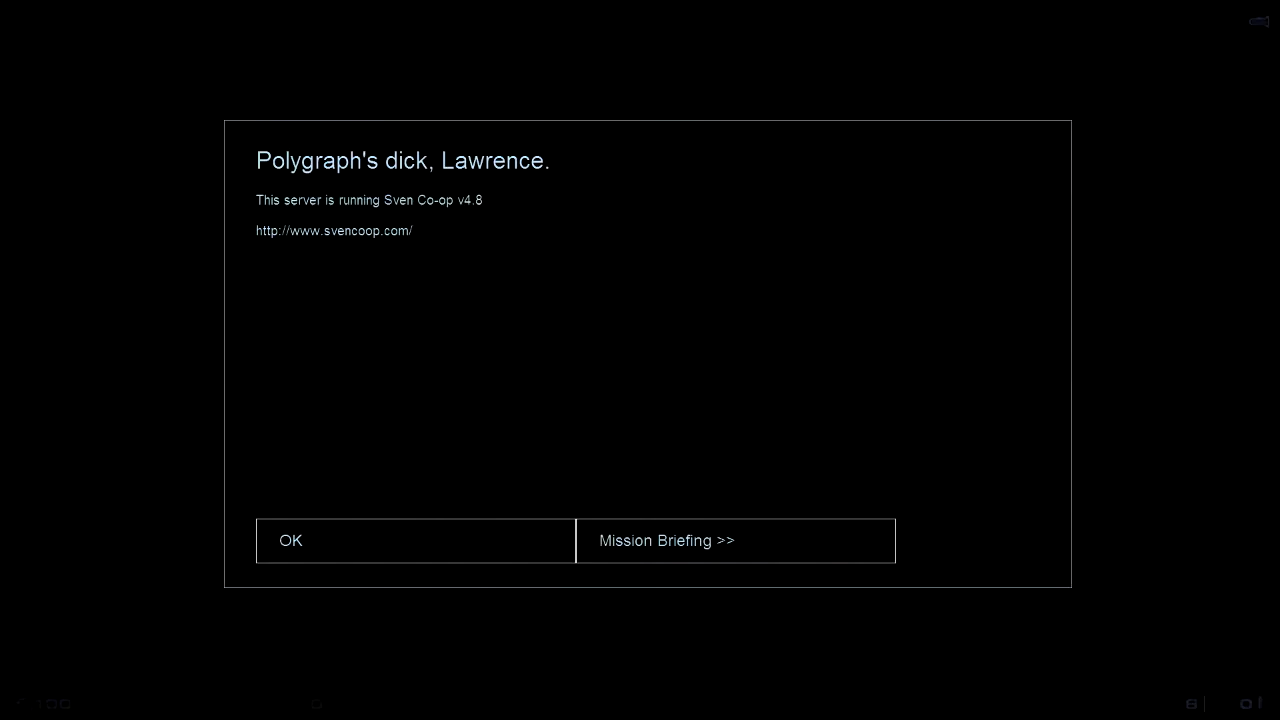 Polygraph's dick, Lawrence.
This server is running Sven Co-op v4.8
http://www.svencoop.com/
OK
Mission Briefing >>